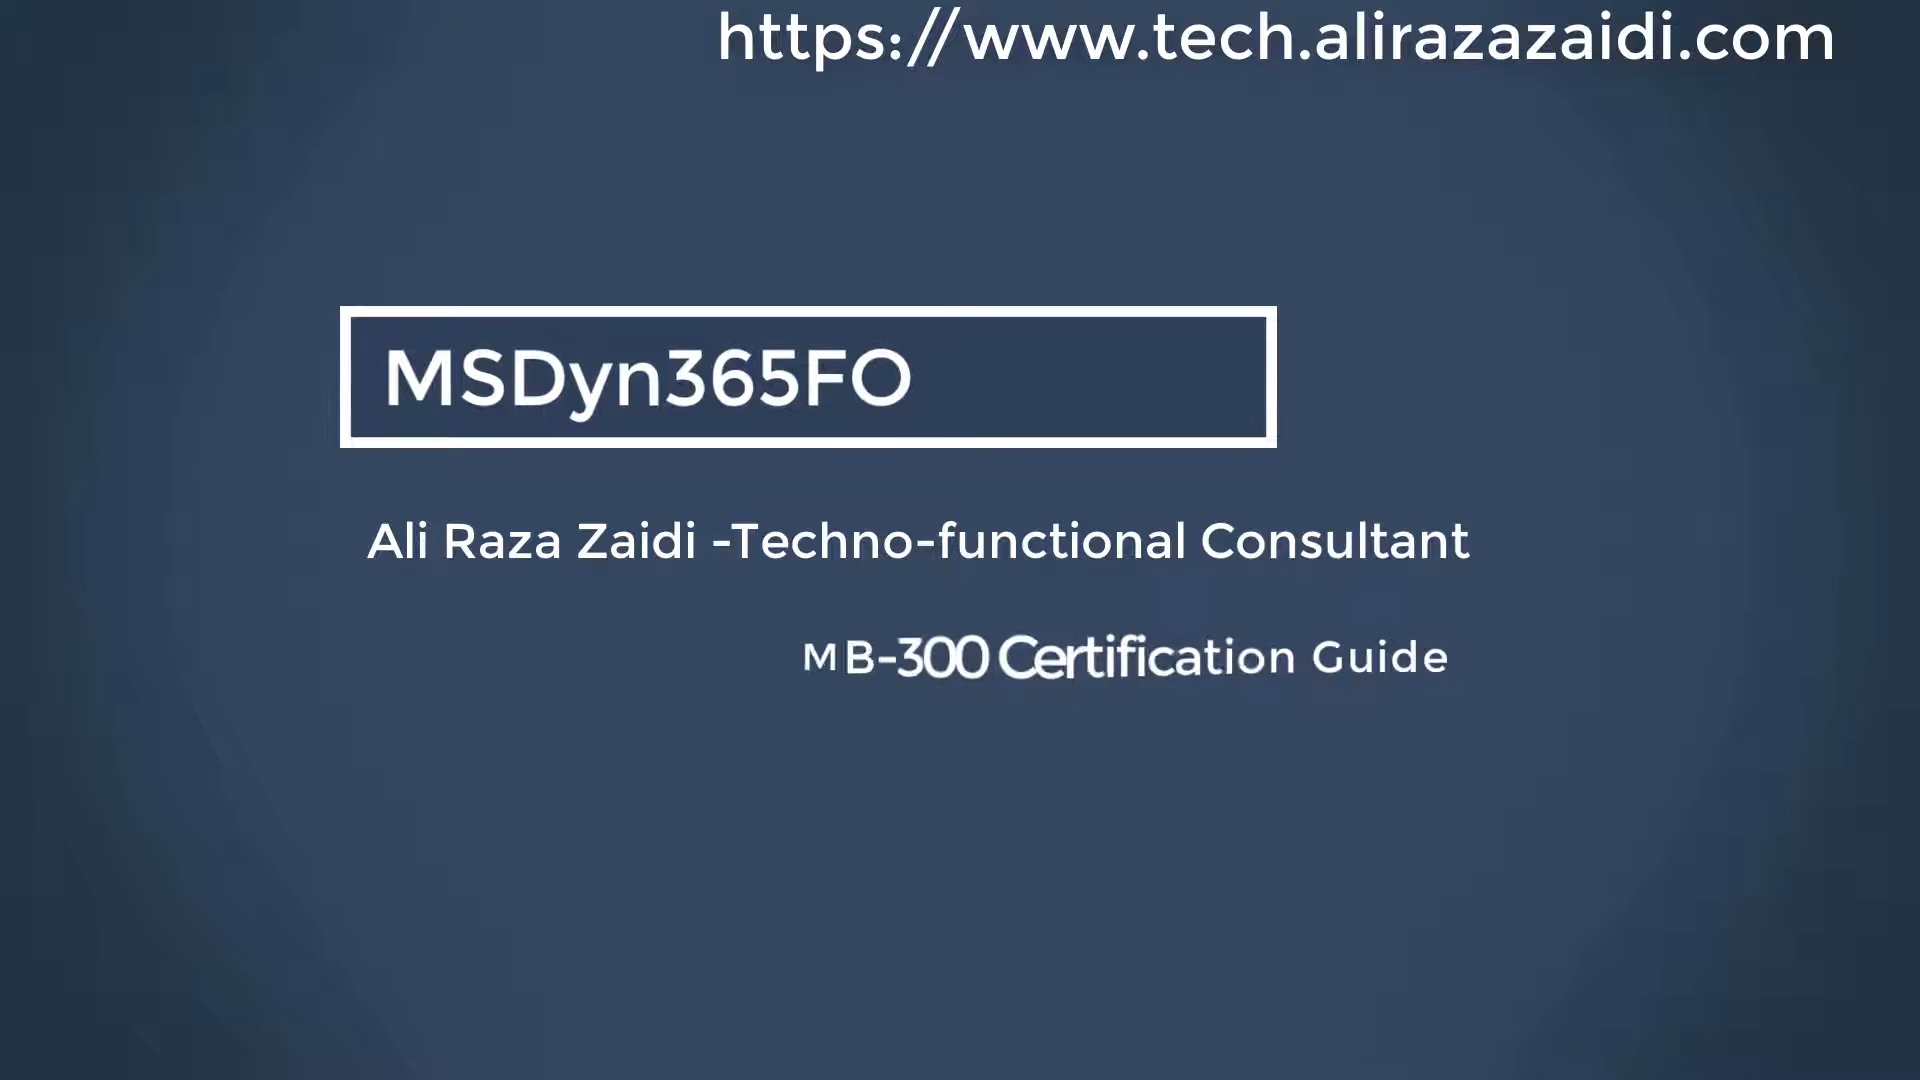 https://www.tech.alirazazaidi.com
MSDyn365FO
Ali Raza Zaidi -Techno-functional Consultant
MB-300 Certification Guide